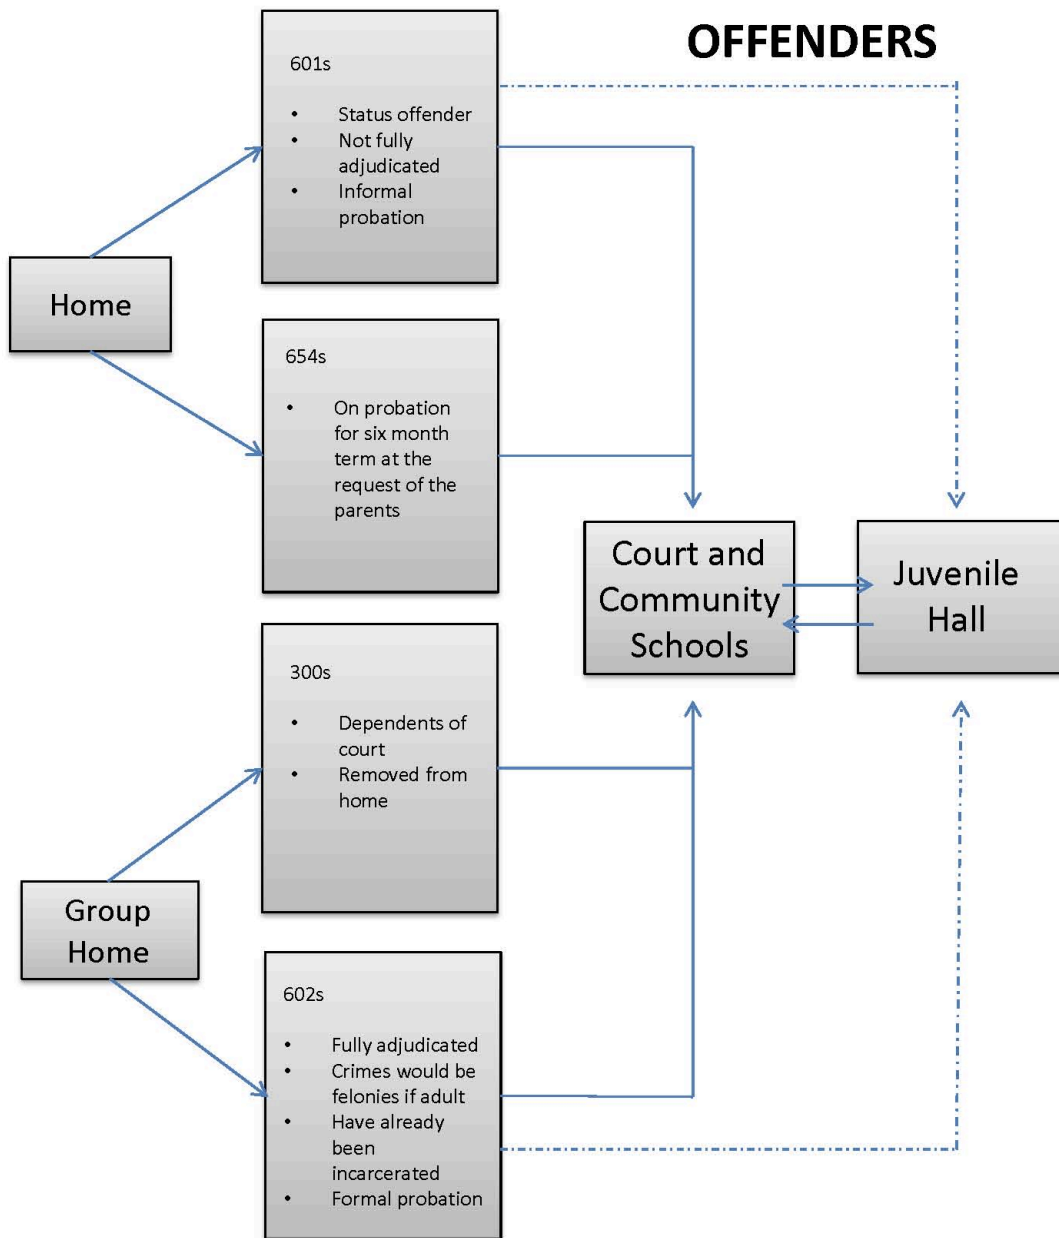 OFFENDERS
601s
• Status offender
• Not fully
adjudicated
• Informal
probation
Home
654s
• On probation
for six month
term at the
request of the
parents
Court and
Community
Schools
Juvenile
Hall
300s
• Dependents of
court
• Removed from
home
Group
Home
602s
• Fully adjudicated
• Crimes would be
felonies if adult
• Have already
been
incarcerated
• Formal probation